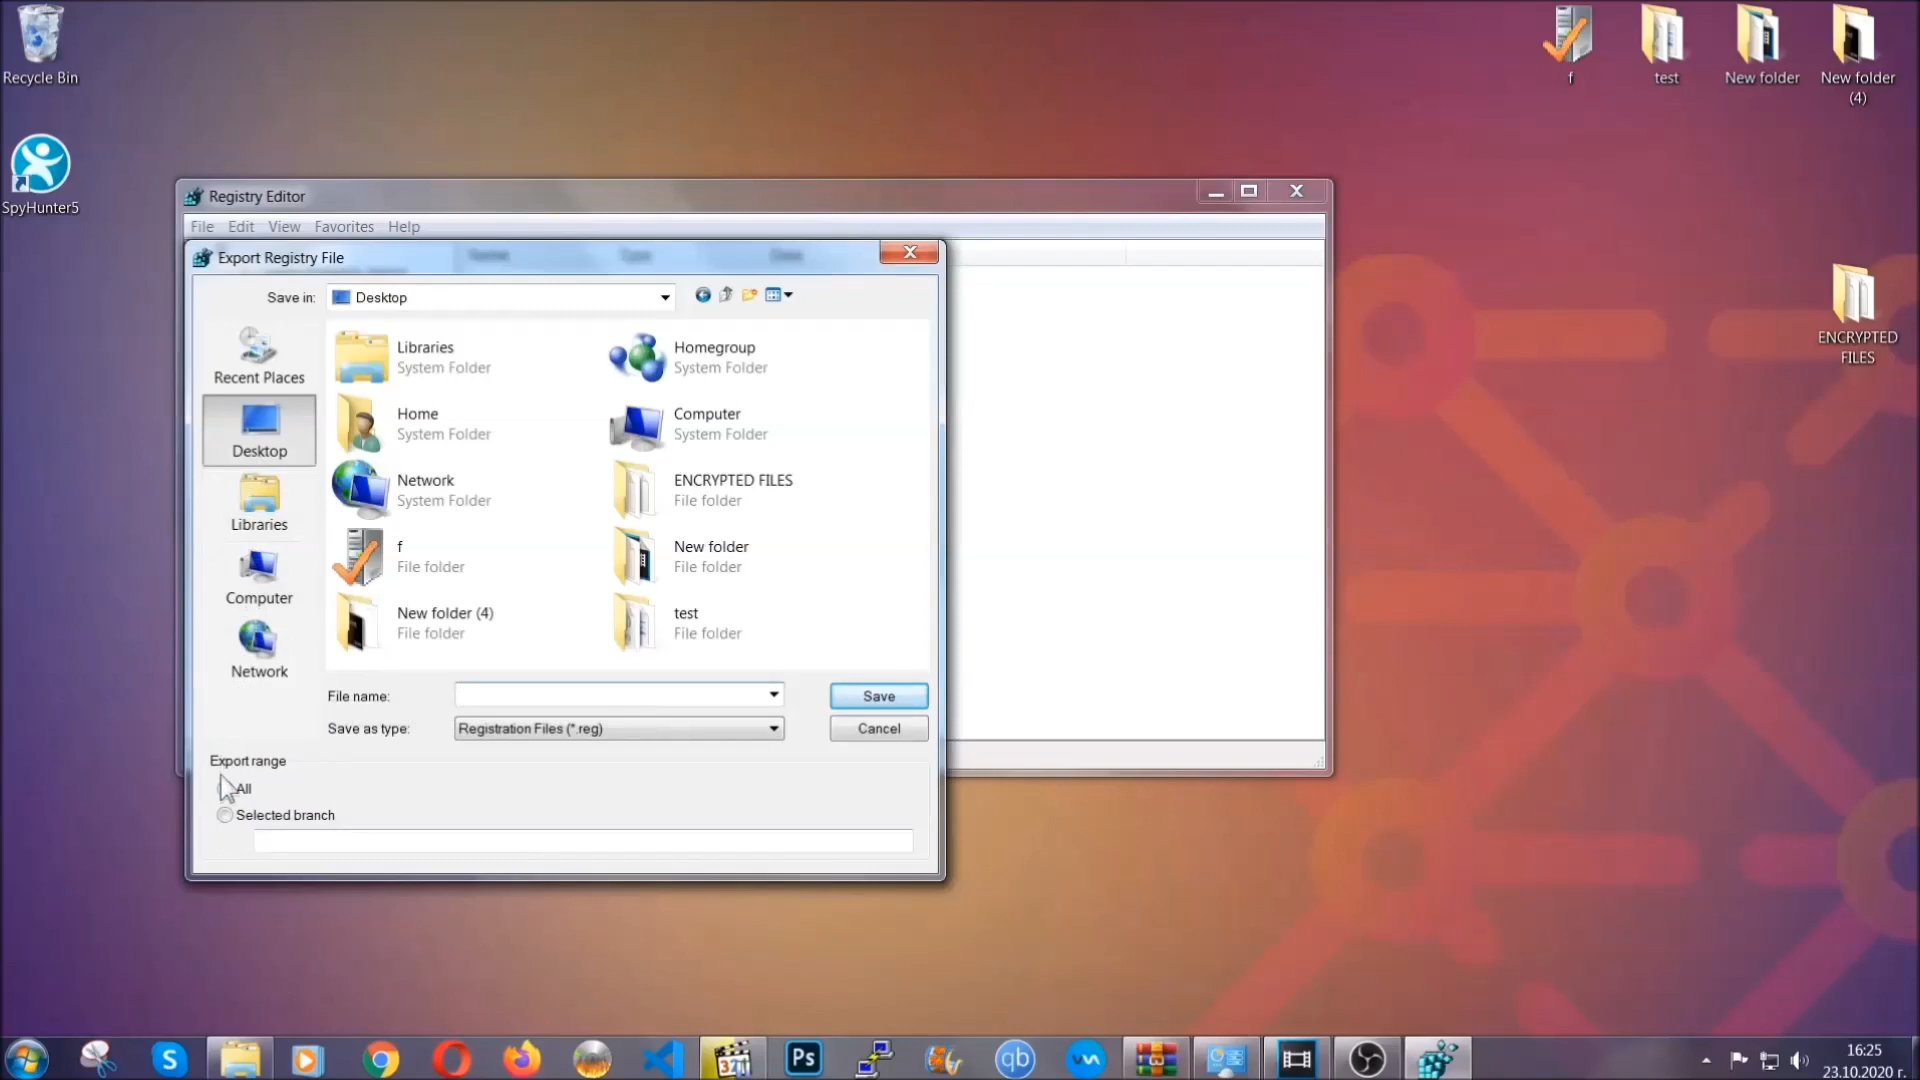 Recycle Bin
SpyHunter5
f
test
New folder
New folder
(4)
ENCRYPTED
FILES
Registry Editor
File Edit View Favorites Help
Export Registry File
Save in:
Desktop
Recent Places
Desktop
Libraries
Computer
Network
Libraries
System Folder
Homegroup
System Folder
Home
System Folder
Computer
System Folder
Network
System Folder
ENCRYPTED FILES
File folder
f
File folder
New folder
File folder
New folder (4)
File folder
test
File folder
File name:
Save
Save as type:
Registration Files (*.reg)
Cancel
Export range
All
Selected branch
S
321
Ps
qb
16:25
23.10.2020 г.